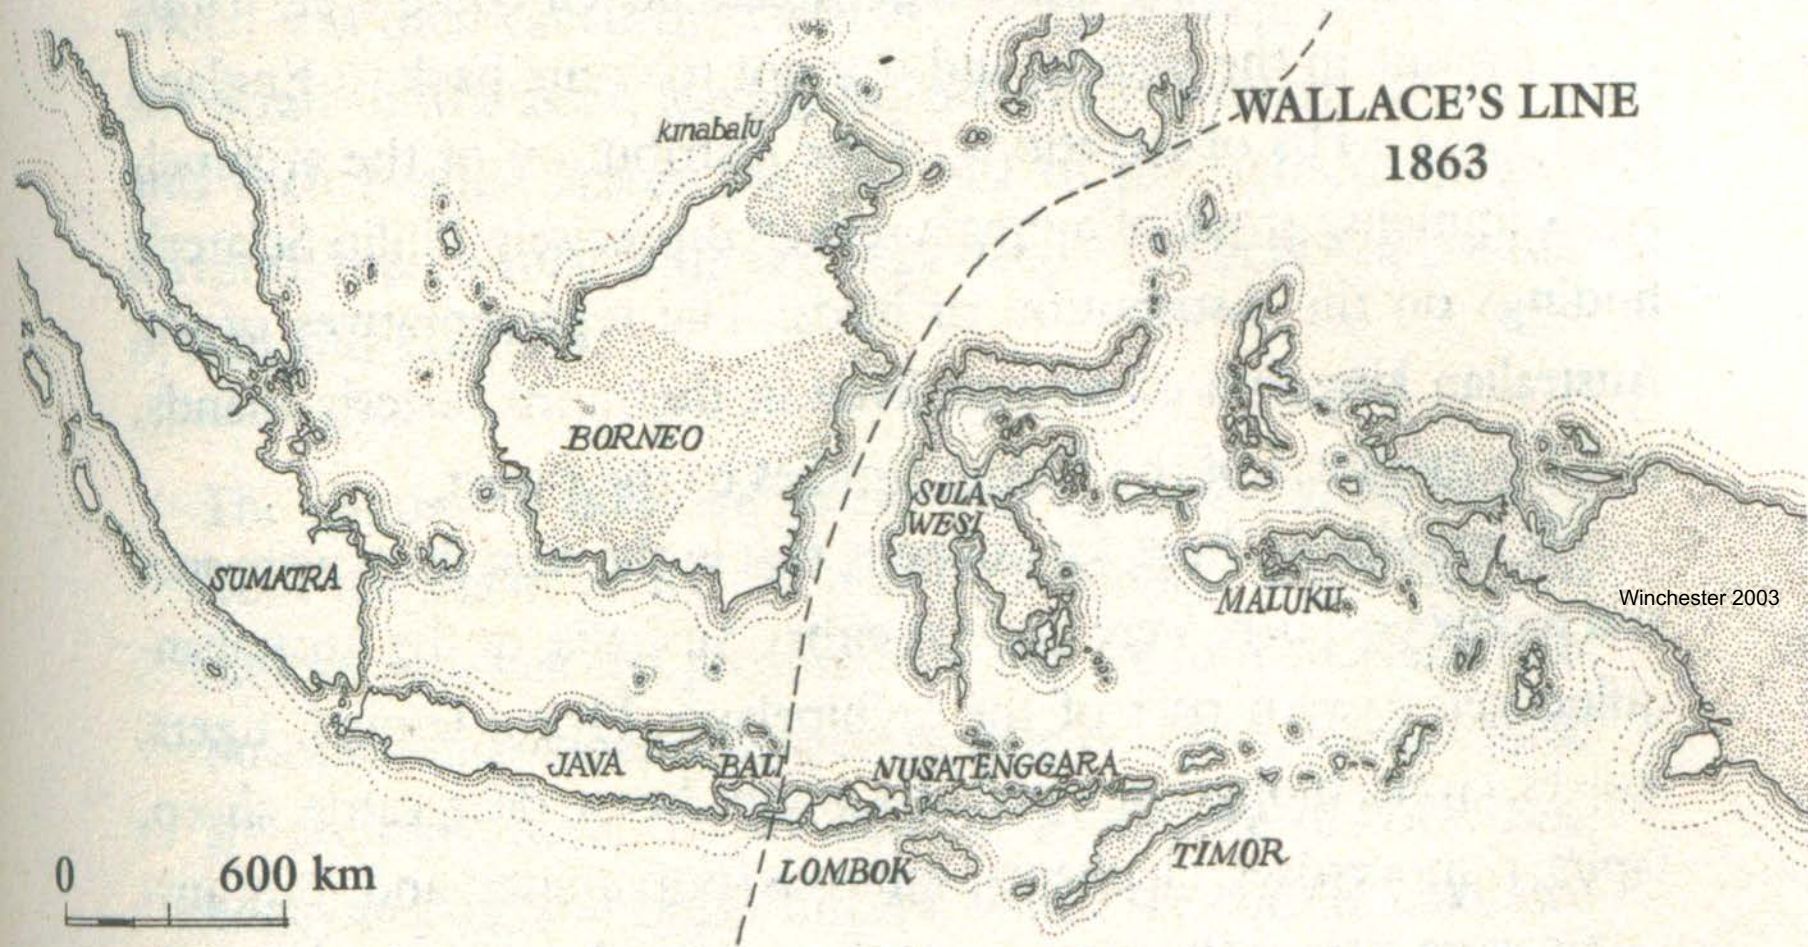 WALLACE'S LINE
1863
kinabalu
BORNEO
SULA
WESI
SUMATRA
MALUKU
Winchester 2003
JAVA
BALI
NUSATENGGARA
LOMBOK
TIMOR
0 600 km